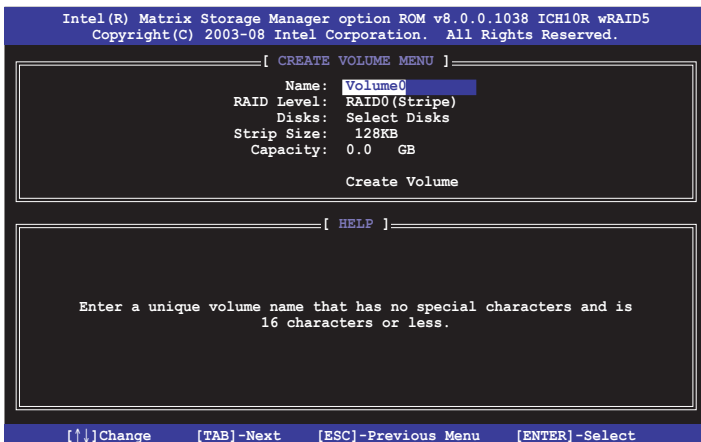 Intel(R) Matrix Storage Manager option ROM v8.0.0.1038 ICH10R wRAID5
Copyright(C) 2003-08 Intel Corporation. All Rights Reserved.
[ CREATE VOLUME MENU ]
Name: Volume0
RAID Level: RAID0(Stripe)
Disks: Select Disks
Strip Size: 128KB
Capacity: 0.0 GB
Create Volume
[ HELP ]
Enter a unique volume name that has no special characters and is
16 characters or less.
[↑↓]Change [TAB]-Next [ESC]-Previous Menu [ENTER]-Select